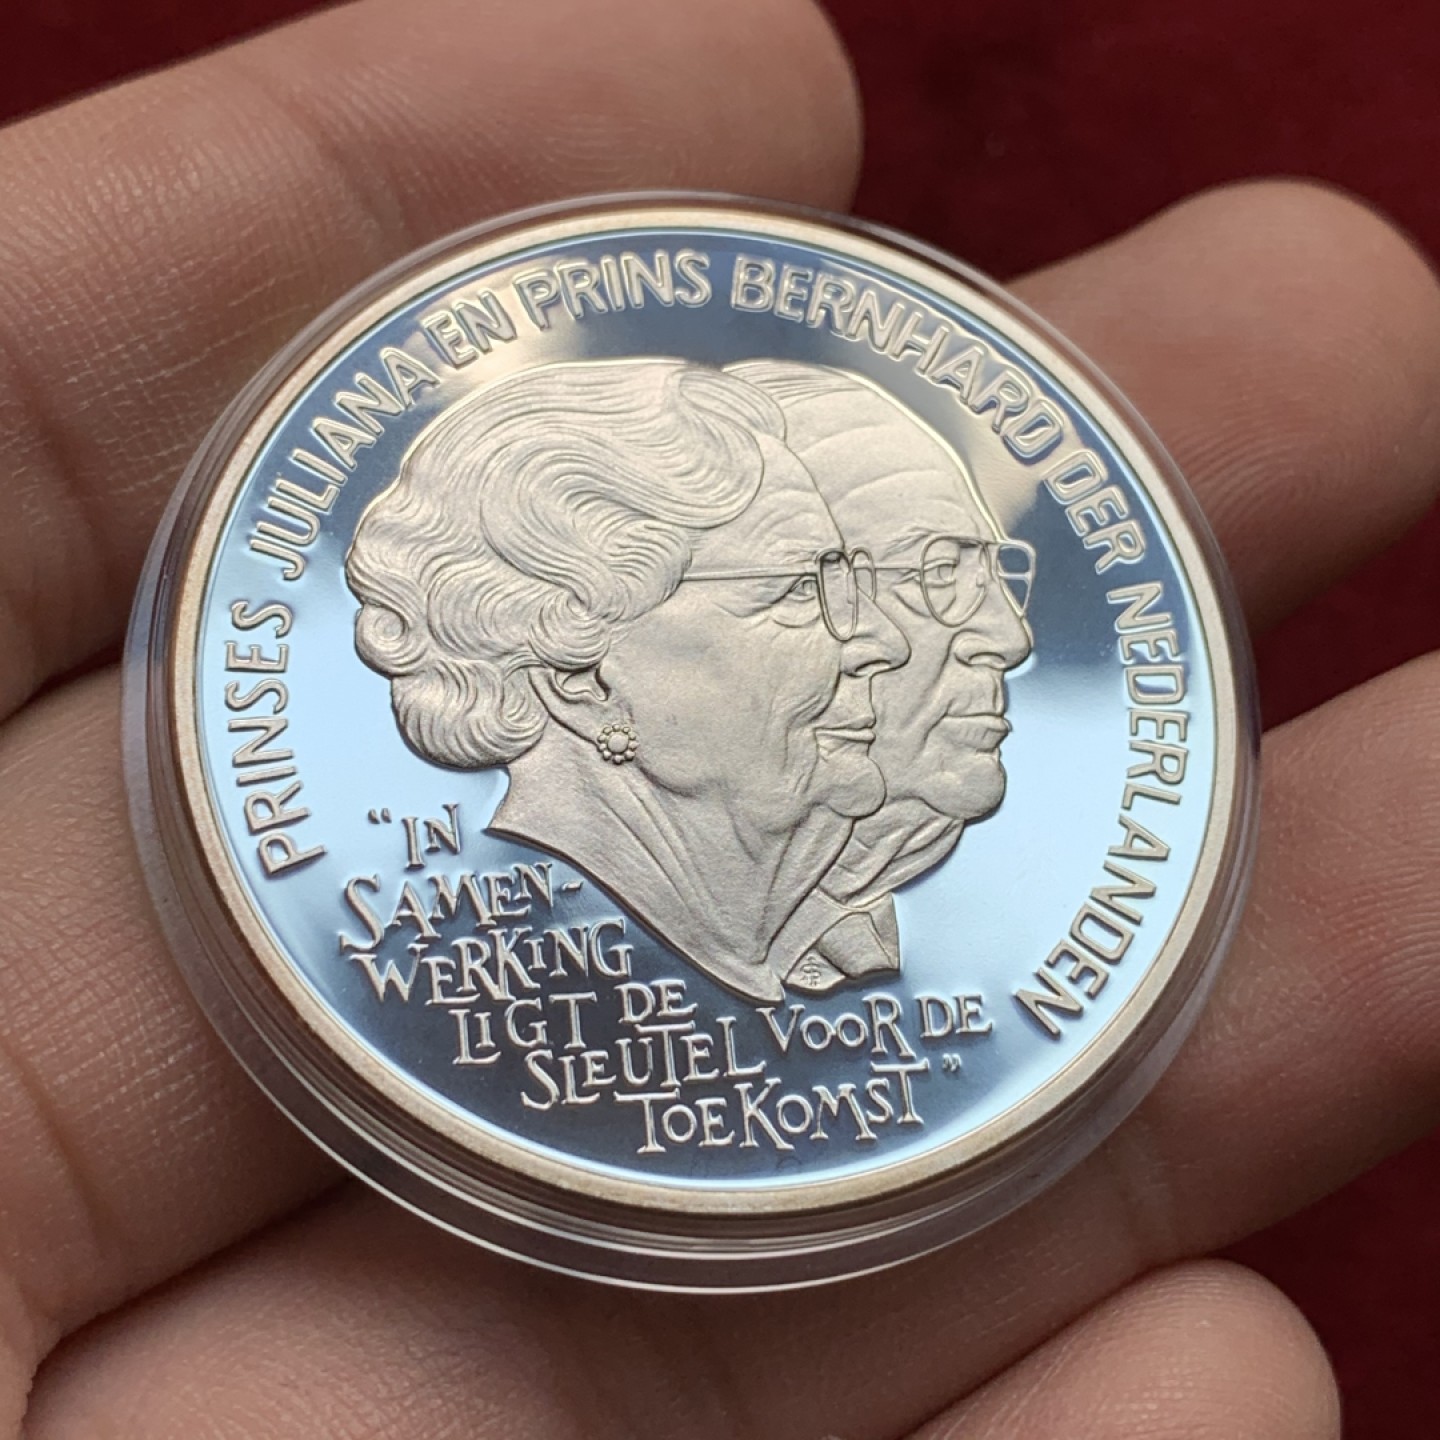 PRINSES JULIANA EN PRINS BERNHARD DER NEDERLANDEN
“IN
SAMEN-
WERKING
LIGT DE
SLEUTEL VOOR DE
TOEKOMST”